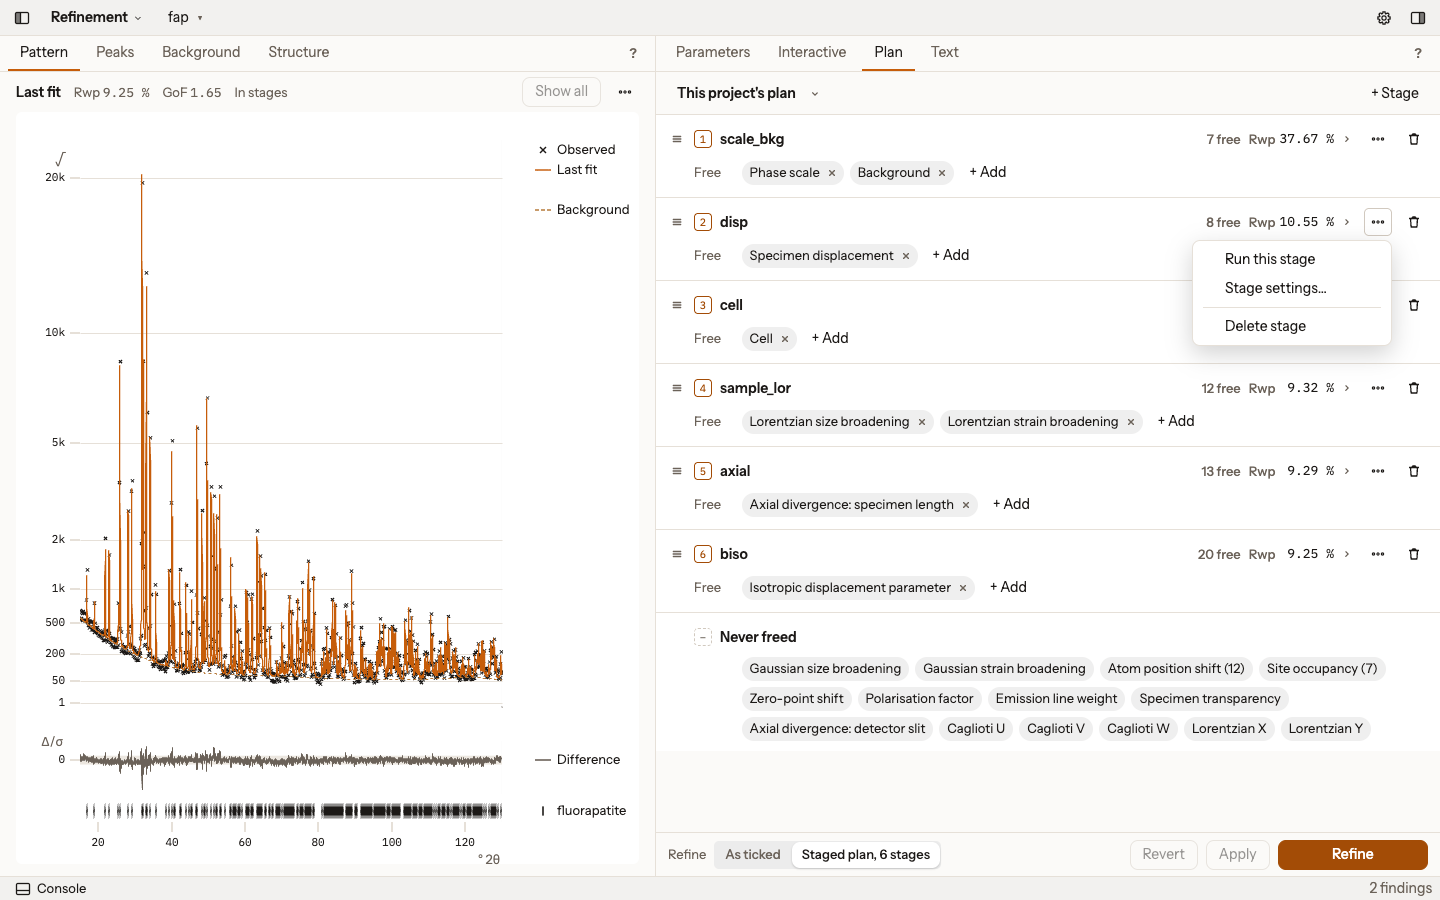 Refinement fap
Pattern Peaks Background Structure ?
Parameters Interactive Plan Text ?
Last fit Rwp 9.25 % GoF 1.65 In stages Show all
√
20k
10k
5k
2k
1k
500
200
50
1
Δ/σ
0
20 40 60 80 100 120
°2θ
Observed
Last fit
Background
Difference
fluorapatite
This project's plan + Stage
1 scale_bkg 7 free Rwp 37.67 %
Free Phase scale × Background × + Add
2 disp 8 free Rwp 10.55 %
Free Specimen displacement × + Add
Run this stage
Stage settings...
Delete stage
3 cell
Free Cell × + Add
4 sample_lor 12 free Rwp 9.32 %
Free Lorentzian size broadening × Lorentzian strain broadening × + Add
5 axial 13 free Rwp 9.29 %
Free Axial divergence: specimen length × + Add
6 biso 20 free Rwp 9.25 %
Free Isotropic displacement parameter × + Add
– Never freed
Gaussian size broadening Gaussian strain broadening Atom position shift (12) Site occupancy (7)
Zero-point shift Polarisation factor Emission line weight Specimen transparency
Axial divergence: detector slit Caglioti U Caglioti V Caglioti W Lorentzian X Lorentzian Y
Refine As ticked Staged plan, 6 stages Revert Apply Refine
Console 2 findings